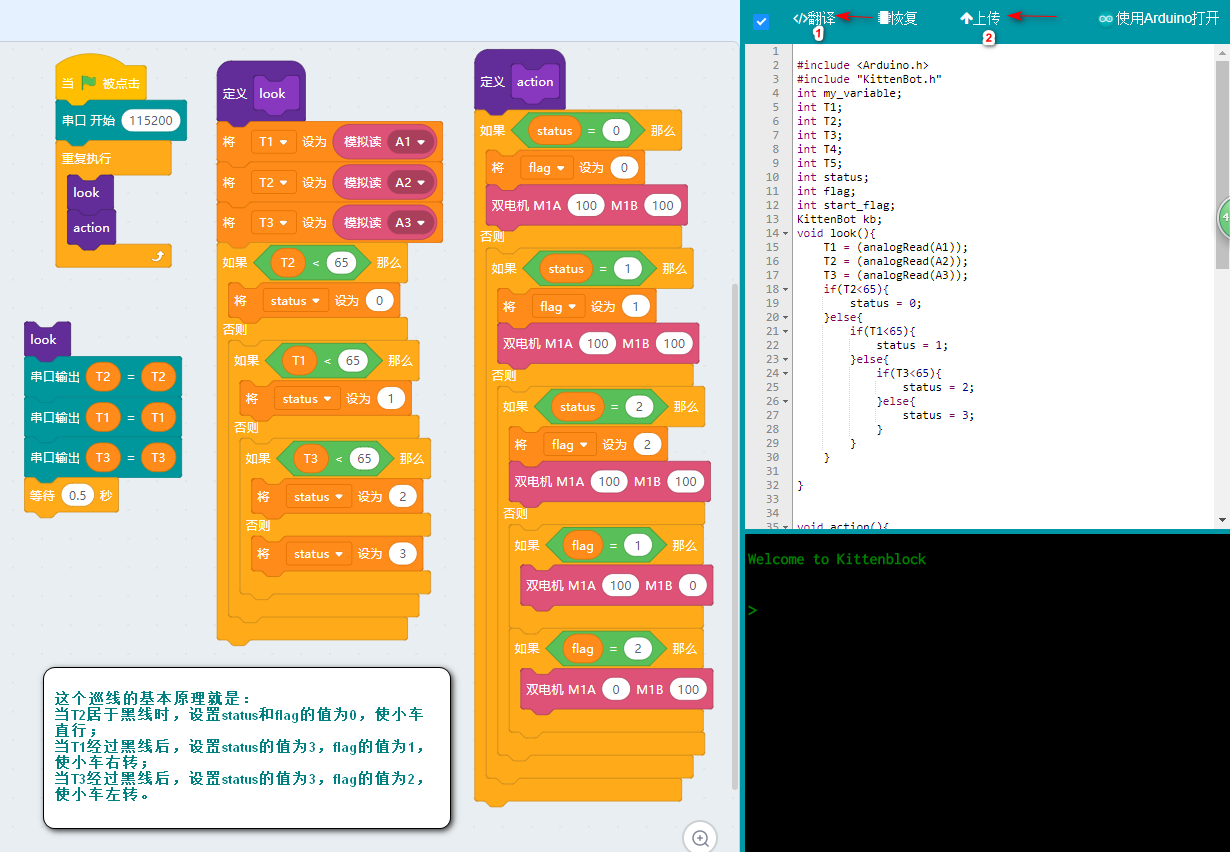 当 被点击
串口 开始 115200
重复执行
look
action
look
串口输出 T2 = T2
串口输出 T1 = T1
串口输出 T3 = T3
等待 0.5 秒
定义 look
将 T1 设为 模拟读 A1
将 T2 设为 模拟读 A2
将 T3 设为 模拟读 A3
如果 T2 < 65 那么
将 status 设为 0
否则
如果 T1 < 65 那么
将 status 设为 1
否则
如果 T3 < 65 那么
将 status 设为 2
否则
将 status 设为 3
定义 action
如果 status = 0 那么
将 flag 设为 0
双电机 M1A 100 M1B 100
否则
如果 status = 1 那么
将 flag 设为 1
双电机 M1A 100 M1B 100
否则
如果 status = 2 那么
将 flag 设为 2
双电机 M1A 100 M1B 100
否则
如果 flag = 1 那么
双电机 M1A 100 M1B 0
如果 flag = 2 那么
双电机 M1A 0 M1B 100
这个巡线的基本原理就是：
当T2居于黑线时，设置status和flag的值为0，使小车
直行；
当T1经过黑线后，设置status的值为3，flag的值为1，
使小车右转；
当T3经过黑线后，设置status的值为3，flag的值为2，
使小车左转。
</>翻译 恢复 上传 使用Arduino打开
1 2
1
2 #include <Arduino.h>
3 #include "KittenBot.h"
4 int my_variable;
5 int T1;
6 int T2;
7 int T3;
8 int T4;
9 int T5;
10 int status;
11 int flag;
12 int start_flag;
13 KittenBot kb;
14 void look(){
15 T1 = (analogRead(A1));
16 T2 = (analogRead(A2));
17 T3 = (analogRead(A3));
18 if(T2<65){
19 status = 0;
20 }else{
21 if(T1<65){
22 status = 1;
23 }else{
24 if(T3<65){
25 status = 2;
26 }else{
27 status = 3;
28 }
29 }
30 }
31
32 }
33
34
35 void action(){
4
Welcome to Kittenblock
>